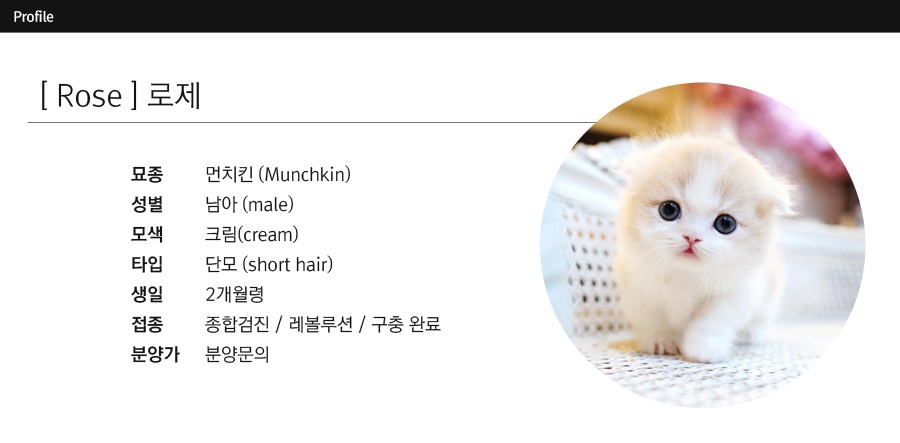 Profile
[ Rose ] 로제
묘종 먼치킨 (Munchkin)
성별 남아 (male)
모색 크림(cream)
타입 단모 (short hair)
생일 2개월령
접종 종합검진 / 레볼루션 / 구충 완료
분양가 분양문의